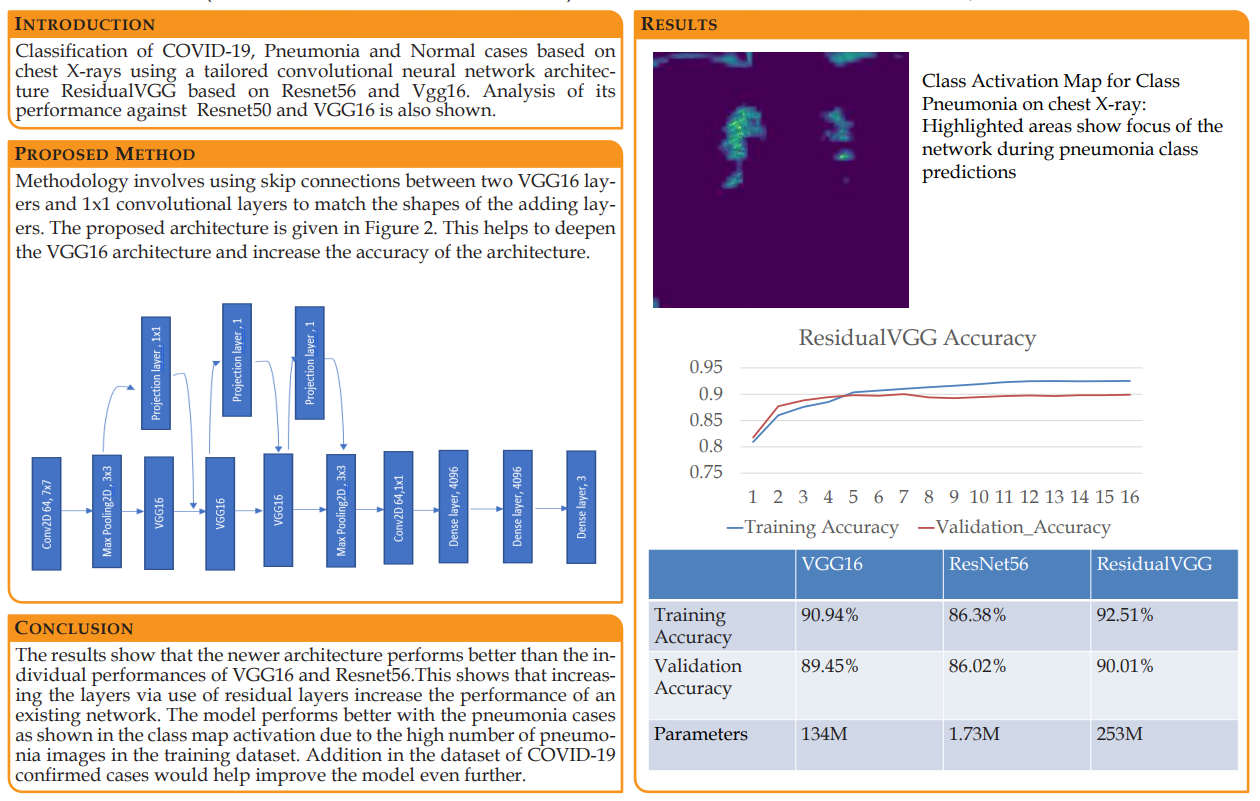 INTRODUCTION
Classification of COVID-19, Pneumonia and Normal cases based on
chest X-rays using a tailored convolutional neural network architec-
ture ResidualVGG based on Resnet56 and Vgg16. Analysis of its
performance against Resnet50 and VGG16 is also shown.
PROPOSED METHOD
Methodology involves using skip connections between two VGG16 lay-
ers and 1x1 convolutional layers to match the shapes of the adding lay-
ers. The proposed architecture is given in Figure 2. This helps to deepen
the VGG16 architecture and increase the accuracy of the architecture.
Projection layer , 1x1
Projection layer , 1
Projection layer , 1
Conv2D 64, 7x7
Max Pooling2D , 3x3
VGG16
VGG16
VGG16
Max Pooling2D , 3x3
Conv2D 64,1x1
Dense layer, 4096
Dense layer, 4096
Dense layer, 3
CONCLUSION
The results show that the newer architecture performs better than the in-
dividual performances of VGG16 and Resnet56.This shows that increas-
ing the layers via use of residual layers increase the performance of an
existing network. The model performs better with the pneumonia cases
as shown in the class map activation due to the high number of pneumo-
nia images in the training dataset. Addition in the dataset of COVID-19
confirmed cases would help improve the model even further.
RESULTS
Class Activation Map for Class
Pneumonia on chest X-ray:
Highlighted areas show focus of the
network during pneumonia class
predictions
ResidualVGG Accuracy
0.95
0.9
0.85
0.8
0.75
1 2 3 4 5 6 7 8 9 10 11 12 13 14 15 16
Training Accuracy Validation_Accuracy
VGG16 ResNet56 ResidualVGG
Training 90.94% 86.38% 92.51%
Accuracy
Validation 89.45% 86.02% 90.01%
Accuracy
Parameters 134M 1.73M 253M